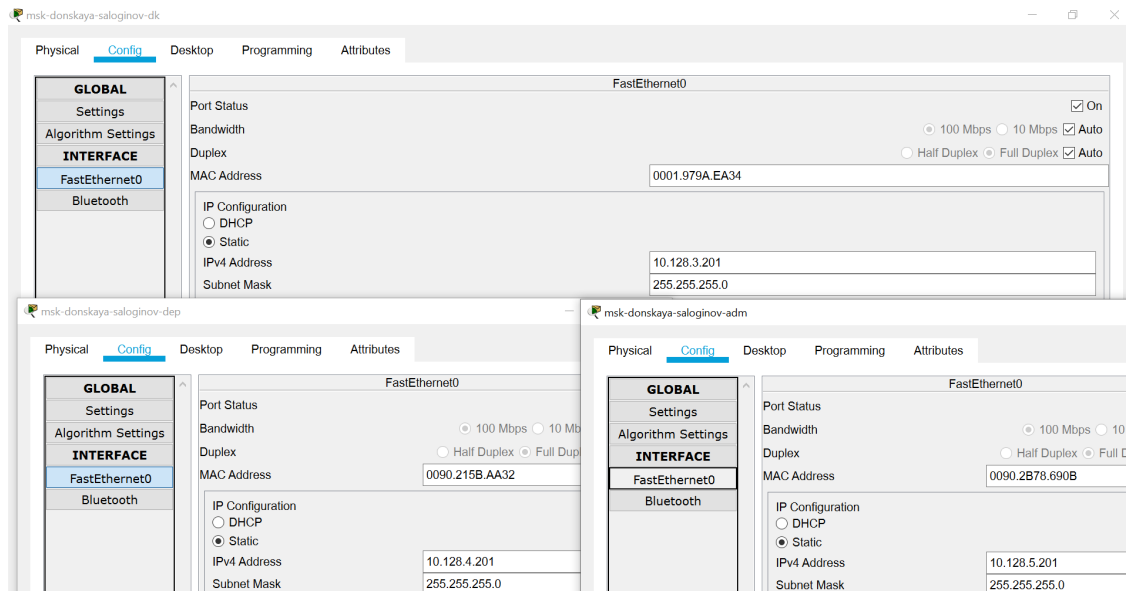 msk-donskaya-saloginov-dk
Physical Config Desktop Programming Attributes
GLOBAL
Settings
Algorithm Settings
INTERFACE
FastEthernet0
Bluetooth
FastEthernet0
Port Status On
Bandwidth 100 Mbps 10 Mbps Auto
Duplex Half Duplex Full Duplex Auto
MAC Address 0001.979A.EA34
IP Configuration
DHCP
Static
IPv4 Address 10.128.3.201
Subnet Mask 255.255.255.0
msk-donskaya-saloginov-dep
Physical Config Desktop Programming Attributes
GLOBAL
Settings
Algorithm Settings
INTERFACE
FastEthernet0
Bluetooth
FastEthernet0
Port Status
Bandwidth 100 Mbps 10 Mb
Duplex Half Duplex Full Dup
MAC Address 0090.215B.AA32
IP Configuration
DHCP
Static
IPv4 Address 10.128.4.201
Subnet Mask 255.255.255.0
msk-donskaya-saloginov-adm
Physical Config Desktop Programming Attributes
GLOBAL
Settings
Algorithm Settings
INTERFACE
FastEthernet0
Bluetooth
FastEthernet0
Port Status
Bandwidth 100 Mbps 10
Duplex Half Duplex Full D
MAC Address 0090.2B78.690B
IP Configuration
DHCP
Static
IPv4 Address 10.128.5.201
Subnet Mask 255.255.255.0